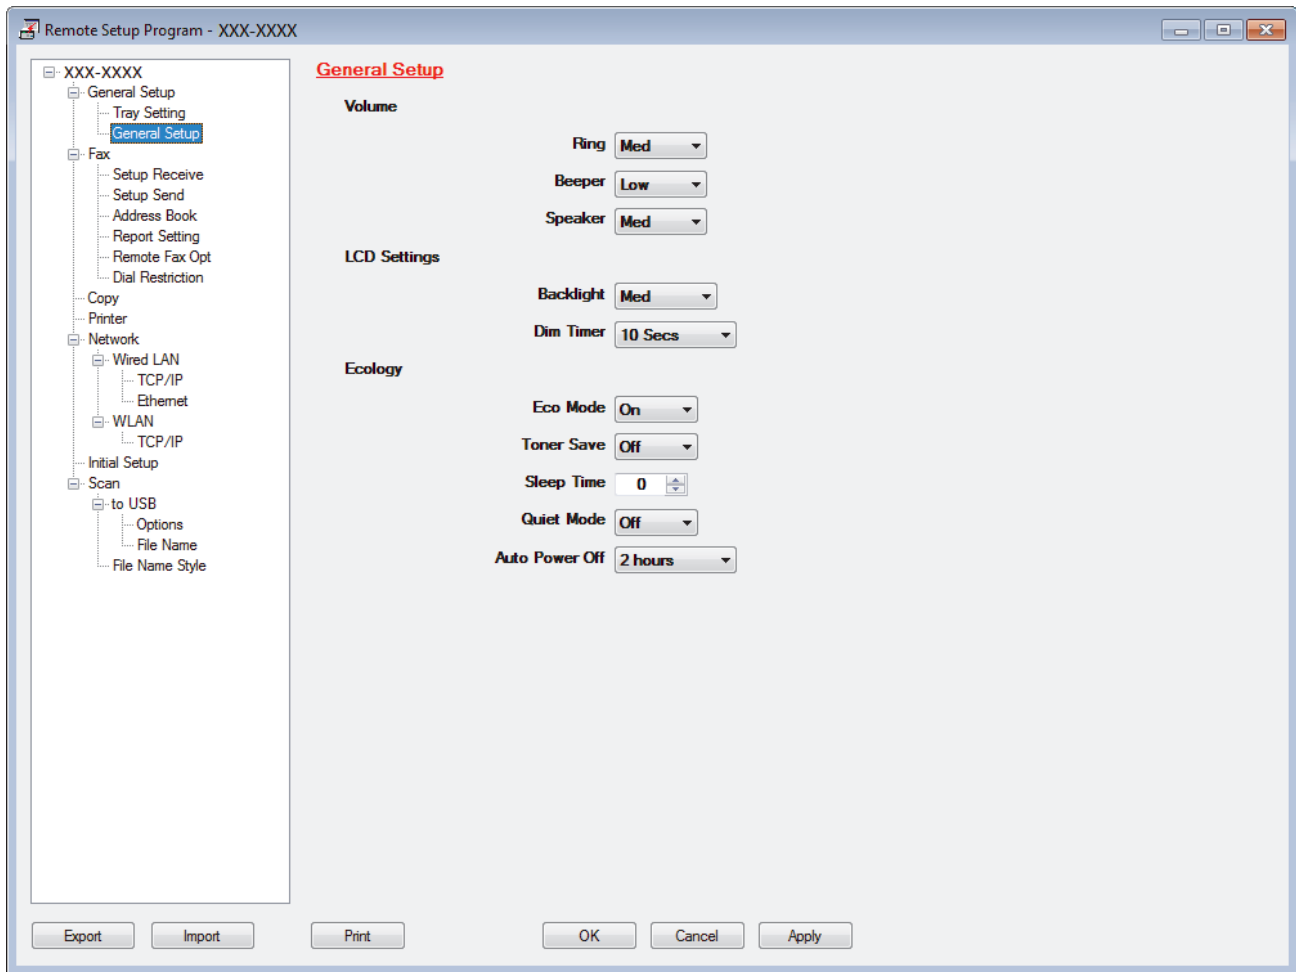 Remote Setup Program - XXX-XXXX
XXX-XXXX
General Setup
Tray Setting
General Setup
Fax
Setup Receive
Setup Send
Address Book
Report Setting
Remote Fax Opt
Dial Restriction
Copy
Printer
Network
Wired LAN
TCP/IP
Ethernet
WLAN
TCP/IP
Initial Setup
Scan
to USB
Options
File Name
File Name Style
General Setup
Volume
Ring Med
Beeper Low
Speaker Med
LCD Settings
Backlight Med
Dim Timer 10 Secs
Ecology
Eco Mode On
Toner Save Off
Sleep Time 0
Quiet Mode Off
Auto Power Off 2 hours
Export Import Print OK Cancel Apply